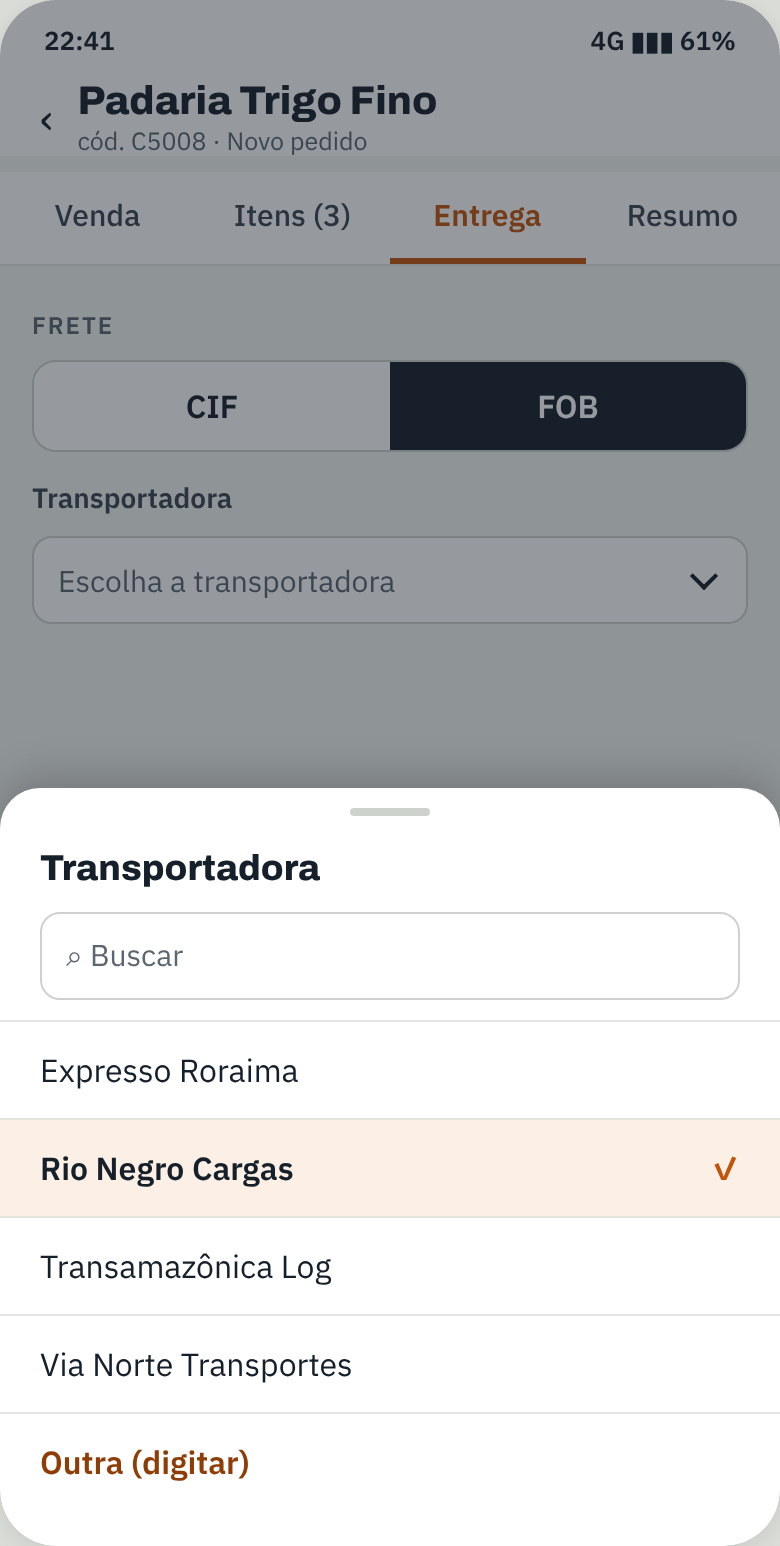 22:41 4G 61%
‹ Padaria Trigo Fino
cód. C5008 · Novo pedido
Venda Itens (3) Entrega Resumo
FRETE
CIF FOB
Transportadora
Escolha a transportadora
Transportadora
⌕ Buscar
Expresso Roraima
Rio Negro Cargas ✓
Transamazônica Log
Via Norte Transportes
Outra (digitar)